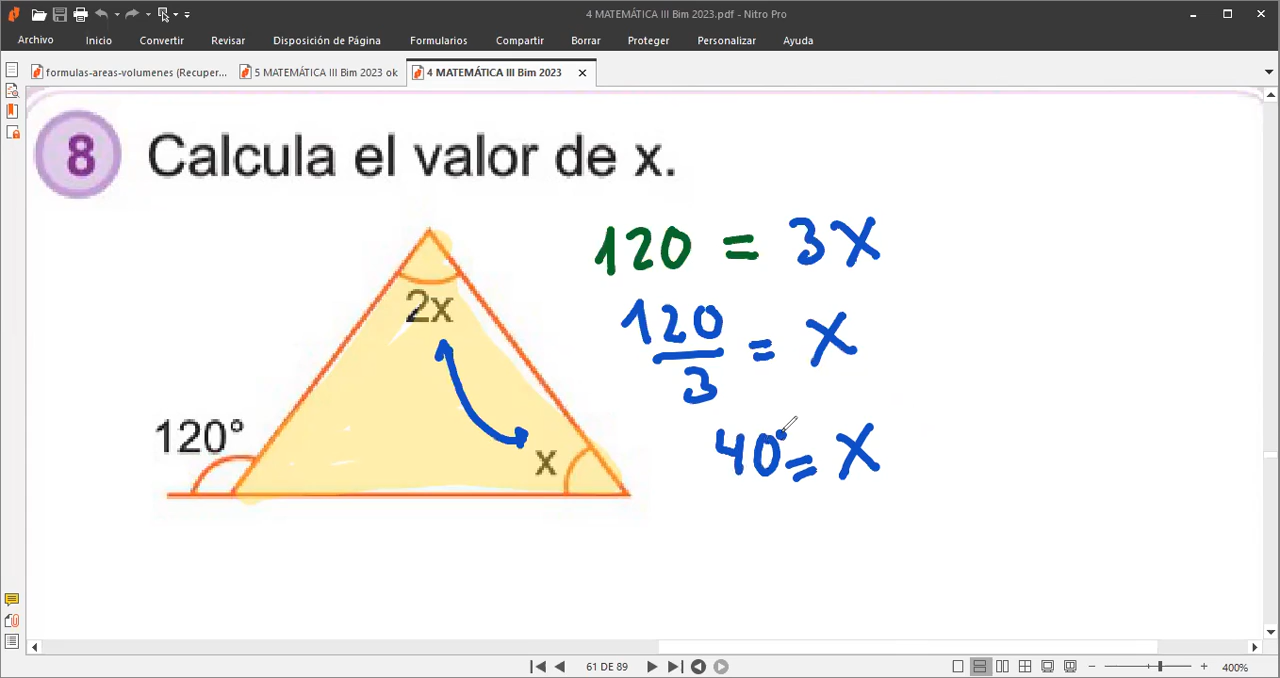 4 MATEMÁTICA III Bim 2023.pdf - Nitro Pro
Archivo Inicio Convertir Revisar Disposición de Página Formularios Compartir Borrar Proteger Personalizar Ayuda
formulas-areas-volumenes (Recuper... 5 MATEMÁTICA III Bim 2023 ok 4 MATEMÁTICA III Bim 2023
8 Calcula el valor de x.
120 = 3X
2x
120/3 = X
120°
x
40° = X
61 DE 89
400%